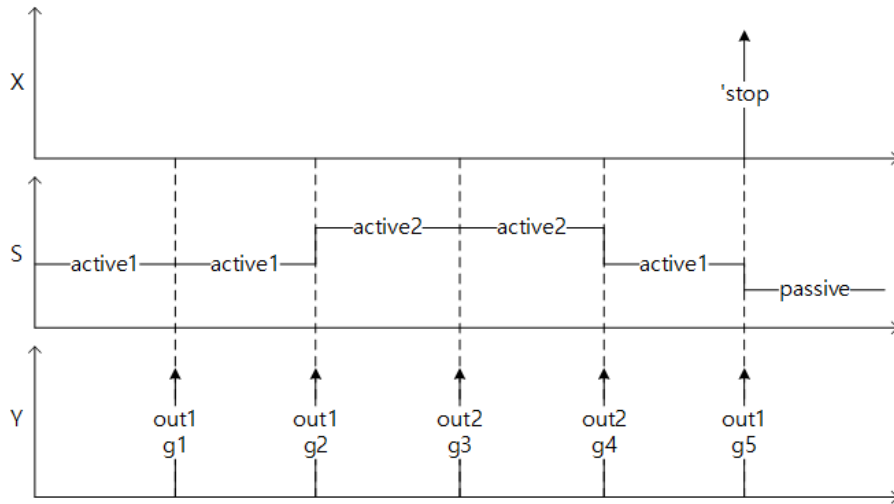 X
'stop
S
active1
active1
active2
active2
active1
passive
Y
out1
g1
out1
g2
out2
g3
out2
g4
out1
g5